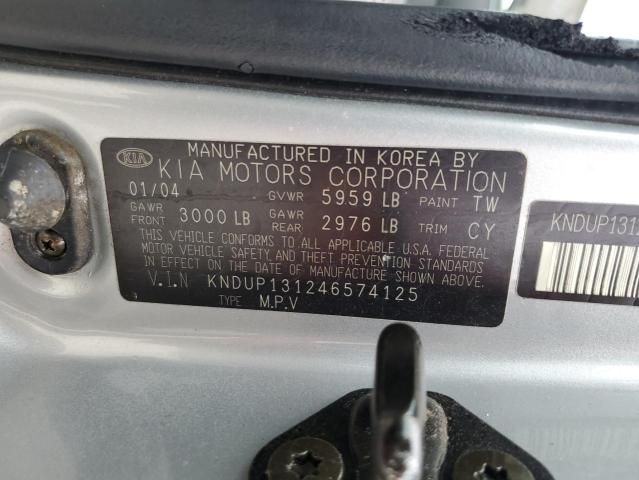 KIA MANUFACTURED IN KOREA BY
KIA MOTORS CORPORATION
01/04 GVWR 5959 LB PAINT TW
GAWR FRONT 3000 LB GAWR REAR 2976 LB TRIM CY
THIS VEHICLE CONFORMS TO ALL APPLICABLE U.S.A. FEDERAL
MOTOR VEHICLE SAFETY AND THEFT PREVENTION STANDARDS
IN EFFECT ON THE DATE OF MANUFACTURE SHOWN ABOVE.
V.I.N KNDUP131246574125
TYPE M.P.V
KNDUP131